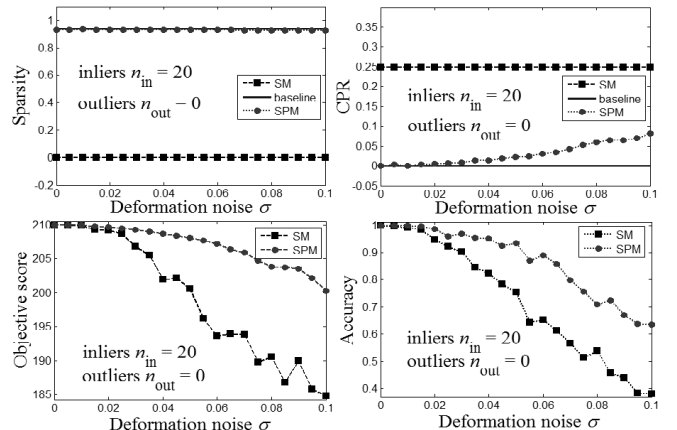 1
0.8
0.6
0.4
0.2
0
-0.2
Sparsity
inliers n_in = 20
outliers n_out = 0
SM
baseline
SPM
0 0.02 0.04 0.06 0.08 0.1
Deformation noise σ
0.35
0.3
0.25
0.2
0.15
0.1
0.05
0
-0.05
CPR
inliers n_in = 20
outliers n_out = 0
SM
baseline
SPM
0 0.02 0.04 0.06 0.08 0.1
Deformation noise σ
210
205
200
195
190
185
Objective score
SM
SPM
inliers n_in = 20
outliers n_out = 0
0 0.02 0.04 0.06 0.08 0.1
Deformation noise σ
1
0.9
0.8
0.7
0.6
0.5
0.4
Accuracy
SM
SPM
inliers n_in = 20
outliers n_out = 0
0 0.02 0.04 0.06 0.08 0.1
Deformation noise σ